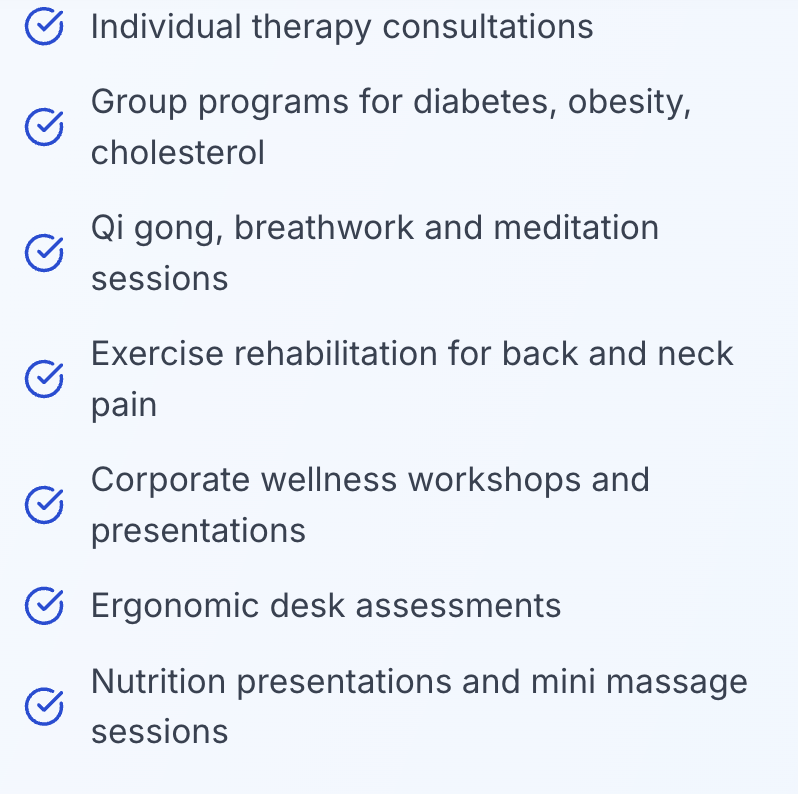 Individual therapy consultations
Group programs for diabetes, obesity,
cholesterol
Qi gong, breathwork and meditation
sessions
Exercise rehabilitation for back and neck
pain
Corporate wellness workshops and
presentations
Ergonomic desk assessments
Nutrition presentations and mini massage
sessions